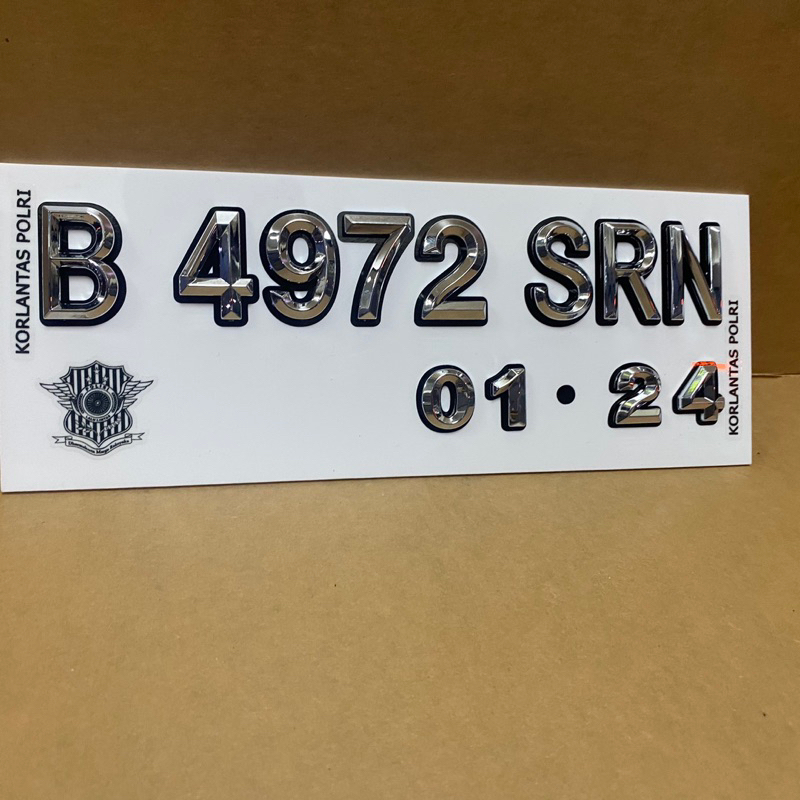 KORLANTAS POLRI
B 4972 SRN
01 • 24
KORLANTAS POLRI